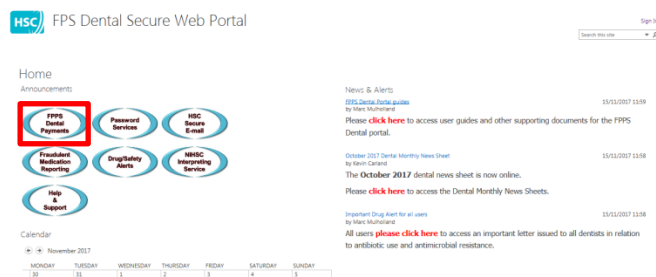 HSC FPS Dental Secure Web Portal
Sign In
Search this site
Home
Announcements
FPPS
Dental
Payments
Password
Services
HSC
Secure
E-mail
Fraudulent
Medication
Reporting
Drug/Safety
Alerts
NIHSC
Interpreting
Service
Help
&
Support
Calendar
November 2017
MONDAY TUESDAY WEDNESDAY THURSDAY FRIDAY SATURDAY SUNDAY
30 31 1 2 3 4 5
News & Alerts
FPPS Dental Portal guides 15/11/2017 11:59
by Marc Mulholland
Please click here to access user guides and other supporting documents for the FPPS
Dental portal.
October 2017 Dental Monthly News Sheet 15/11/2017 11:58
by Kevin Carland
The October 2017 dental news sheet is now online.
Please click here to access the Dental Monthly News Sheets.
Important Drug Alert for all users 15/11/2017 11:58
by Marc Mulholland
All users please click here to access an important letter issued to all dentists in relation
to antibiotic use and antimicrobial resistance.